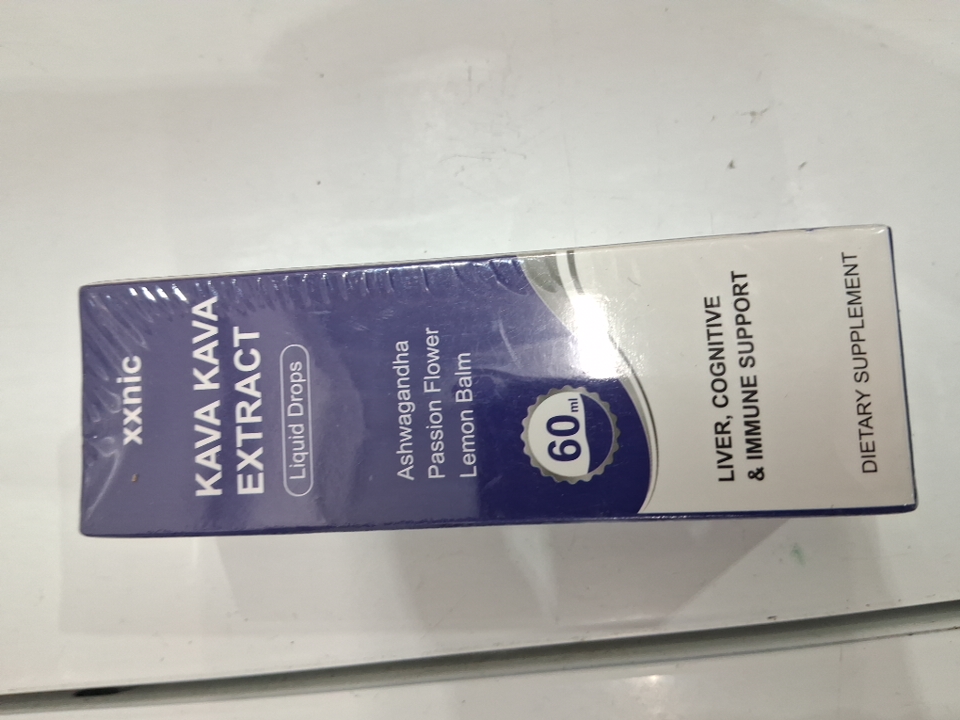 xxnic
KAVA KAVA
EXTRACT
Liquid Drops
Ashwagandha
Passion Flower
Lemon Balm
60 ml
LIVER, COGNITIVE
& IMMUNE SUPPORT
DIETARY SUPPLEMENT